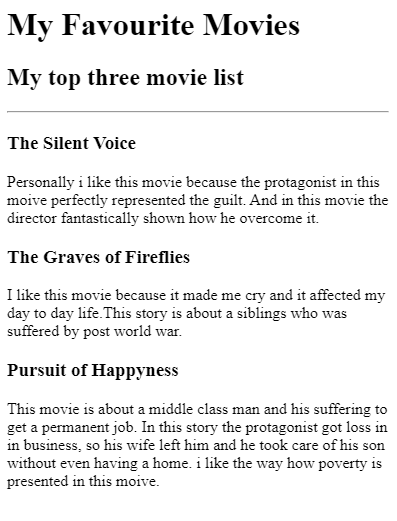 My Favourite Movies
My top three movie list
The Silent Voice
Personally i like this movie because the protagonist in this
moive perfectly represented the guilt. And in this movie the
director fantastically shown how he overcome it.
The Graves of Fireflies
I like this movie because it made me cry and it affected my
day to day life.This story is about a siblings who was
suffered by post world war.
Pursuit of Happyness
This movie is about a middle class man and his suffering to
get a permanent job. In this story the protagonist got loss in
in business, so his wife left him and he took care of his son
without even having a home. i like the way how poverty is
presented in this moive.